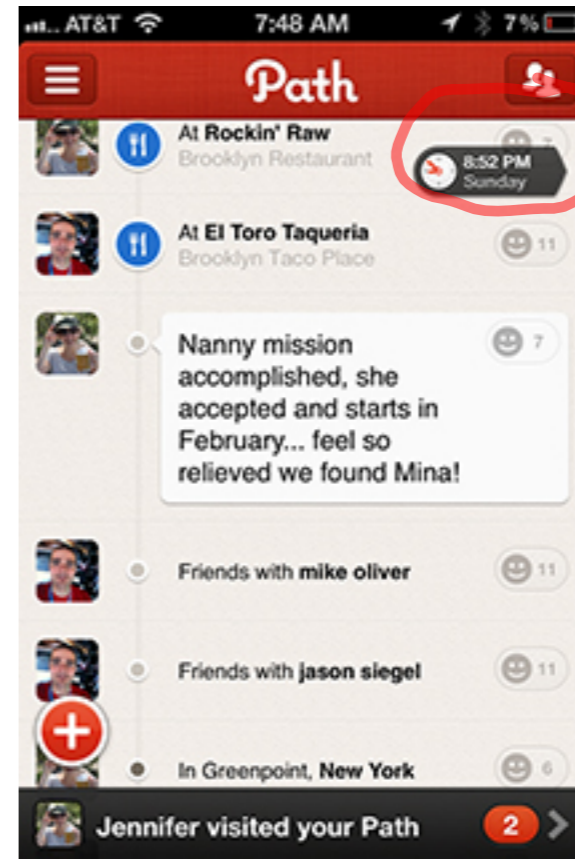 AT&T 7:48 AM 7%
Path
At Rockin' Raw 7
Brooklyn Restaurant
8:52 PM
Sunday
At El Toro Taqueria 11
Brooklyn Taco Place
Nanny mission 7
accomplished, she
accepted and starts in
February... feel so
relieved we found Mina!
Friends with mike oliver 11
Friends with jason siegel 11
In Greenpoint, New York 6
Jennifer visited your Path 2